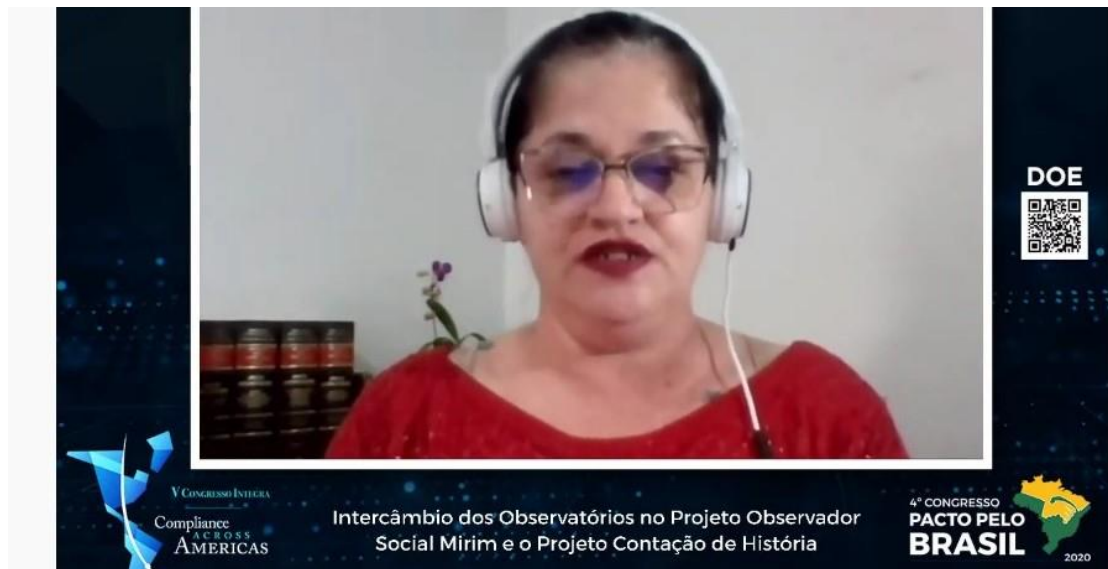 DOE
V CONGRESSO INTEGRA
Compliance
ACROSS
AMERICAS
Intercâmbio dos Observatórios no Projeto Observador
Social Mirim e o Projeto Contação de História
4º CONGRESSO
PACTO PELO
BRASIL
2020